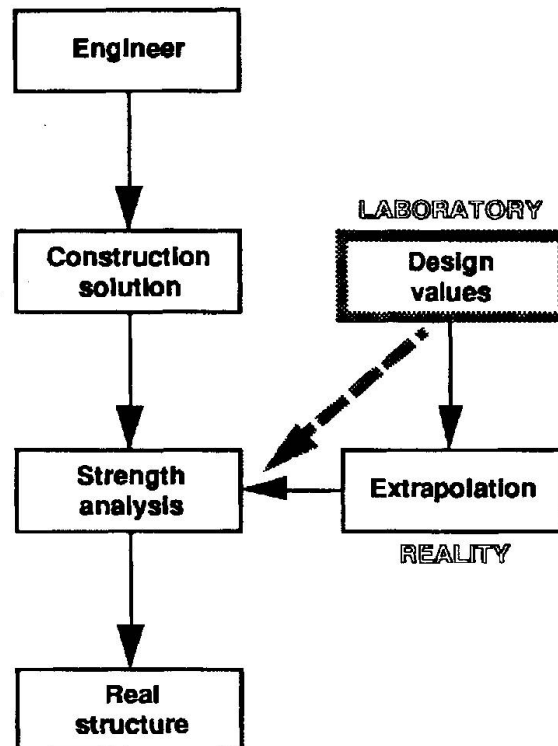 Engineer
LABORATORY
Construction
solution
Design
values
Strength
analysis
Extrapolation
REALITY
Real
structure